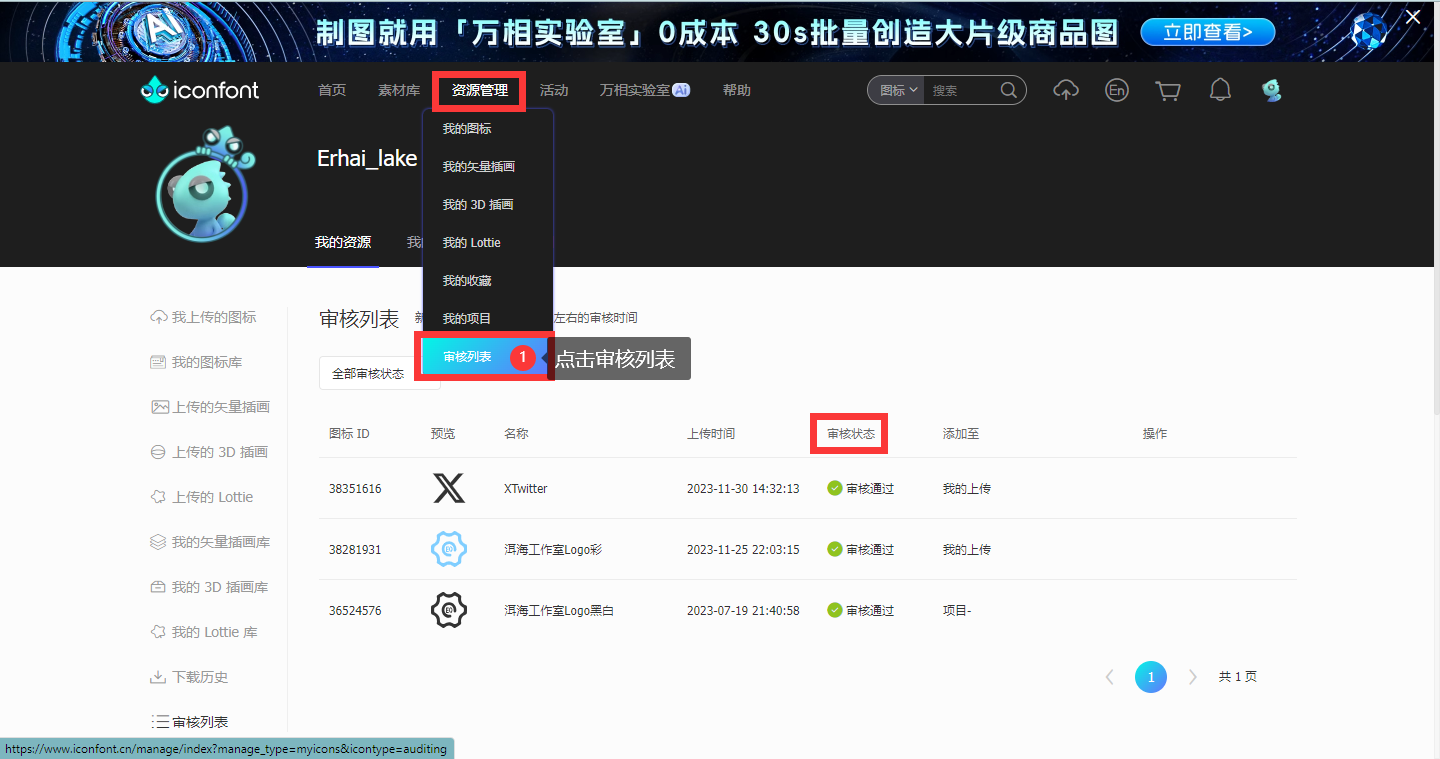 制图就用「万相实验室」0成本 30s批量创造大片级商品图
立即查看>
AI
iconfont
首页
素材库
资源管理
活动
万相实验室 Ai
帮助
图标
搜索
En
我的图标
我的矢量插画
我的 3D 插画
我的 Lottie
我的收藏
我的项目
审核列表
1
点击审核列表
Erhai_lake
我的资源
我上传的图标
我的图标库
上传的矢量插画
上传的 3D 插画
上传的 Lottie
我的矢量插画库
我的 3D 插画库
我的 Lottie 库
下载历史
审核列表
审核列表
左右的审核时间
全部审核状态
图标 ID 预览 名称 上传时间 审核状态 添加至 操作
38351616 XTwitter 2023-11-30 14:32:13 审核通过 我的上传
38281931 洱海工作室Logo彩 2023-11-25 22:03:15 审核通过 我的上传
36524576 洱海工作室Logo黑白 2023-07-19 21:40:58 审核通过 项目-
1
共 1 页
https://www.iconfont.cn/manage/index?manage_type=myicons&icontype=auditing